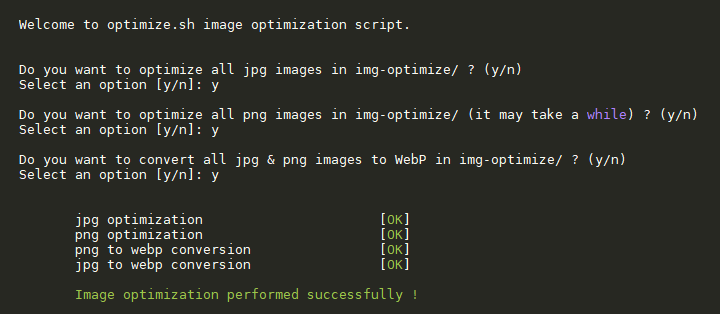 Welcome to optimize.sh image optimization script.
Do you want to optimize all jpg images in img-optimize/ ? (y/n)
Select an option [y/n]: y
Do you want to optimize all png images in img-optimize/ (it may take a while) ? (y/n)
Select an option [y/n]: y
Do you want to convert all jpg & png images to WebP in img-optimize/ ? (y/n)
Select an option [y/n]: y
jpg optimization [OK]
png optimization [OK]
png to webp conversion [OK]
jpg to webp conversion [OK]
Image optimization performed successfully !